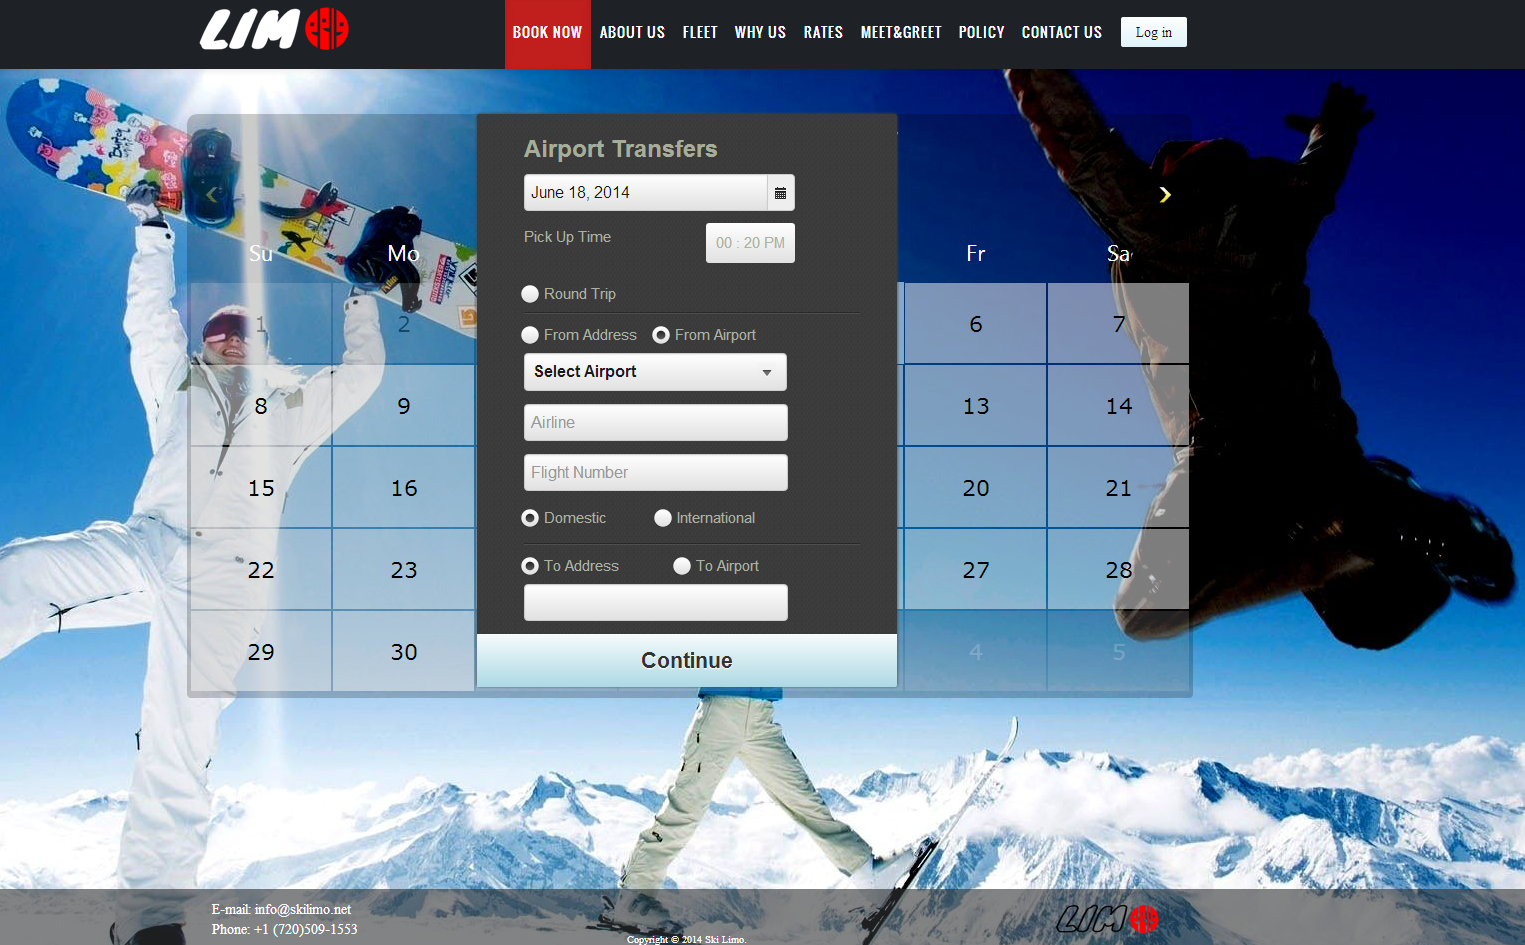 LIM
BOOK NOW ABOUT US FLEET WHY US RATES MEET&GREET POLICY CONTACT US Log in
Airport Transfers
June 18, 2014
Pick Up Time 00 : 20 PM
Su Mo Fr Sa
Round Trip
1 2 6 7
From Address From Airport
Select Airport
8 9 13 14
Airline
Flight Number
15 16 20 21
Domestic International
To Address To Airport
22 23 27 28
29 30 4 5
Continue
E-mail: info@skilimo.net
Phone: +1 (720)509-1553
LIM
Copyright © 2014 Ski Limo.